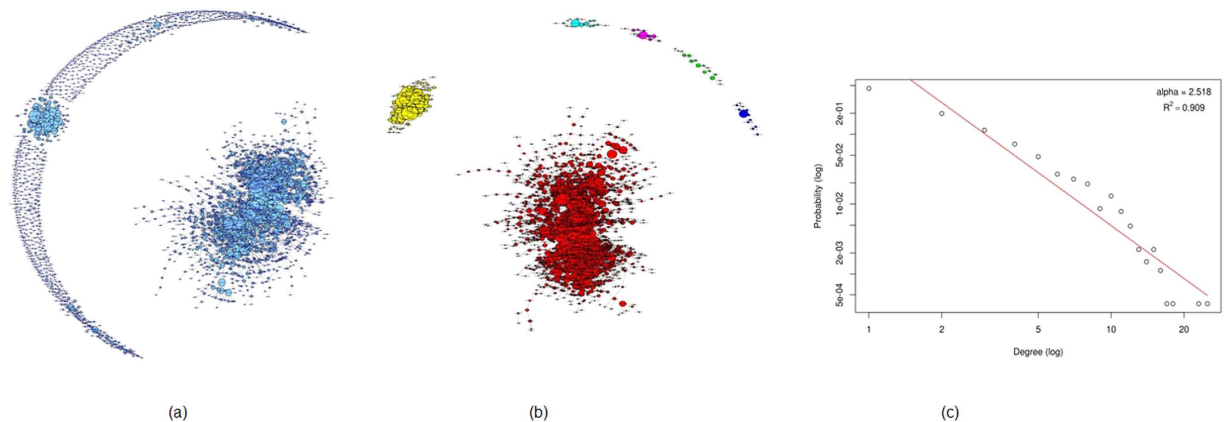 alpha = 2.518
R² = 0.909
Probability (log)
2e-01
5e-02
1e-02
2e-03
5e-04
1 2 5 10 20
Degree (log)
(a) (b) (c)